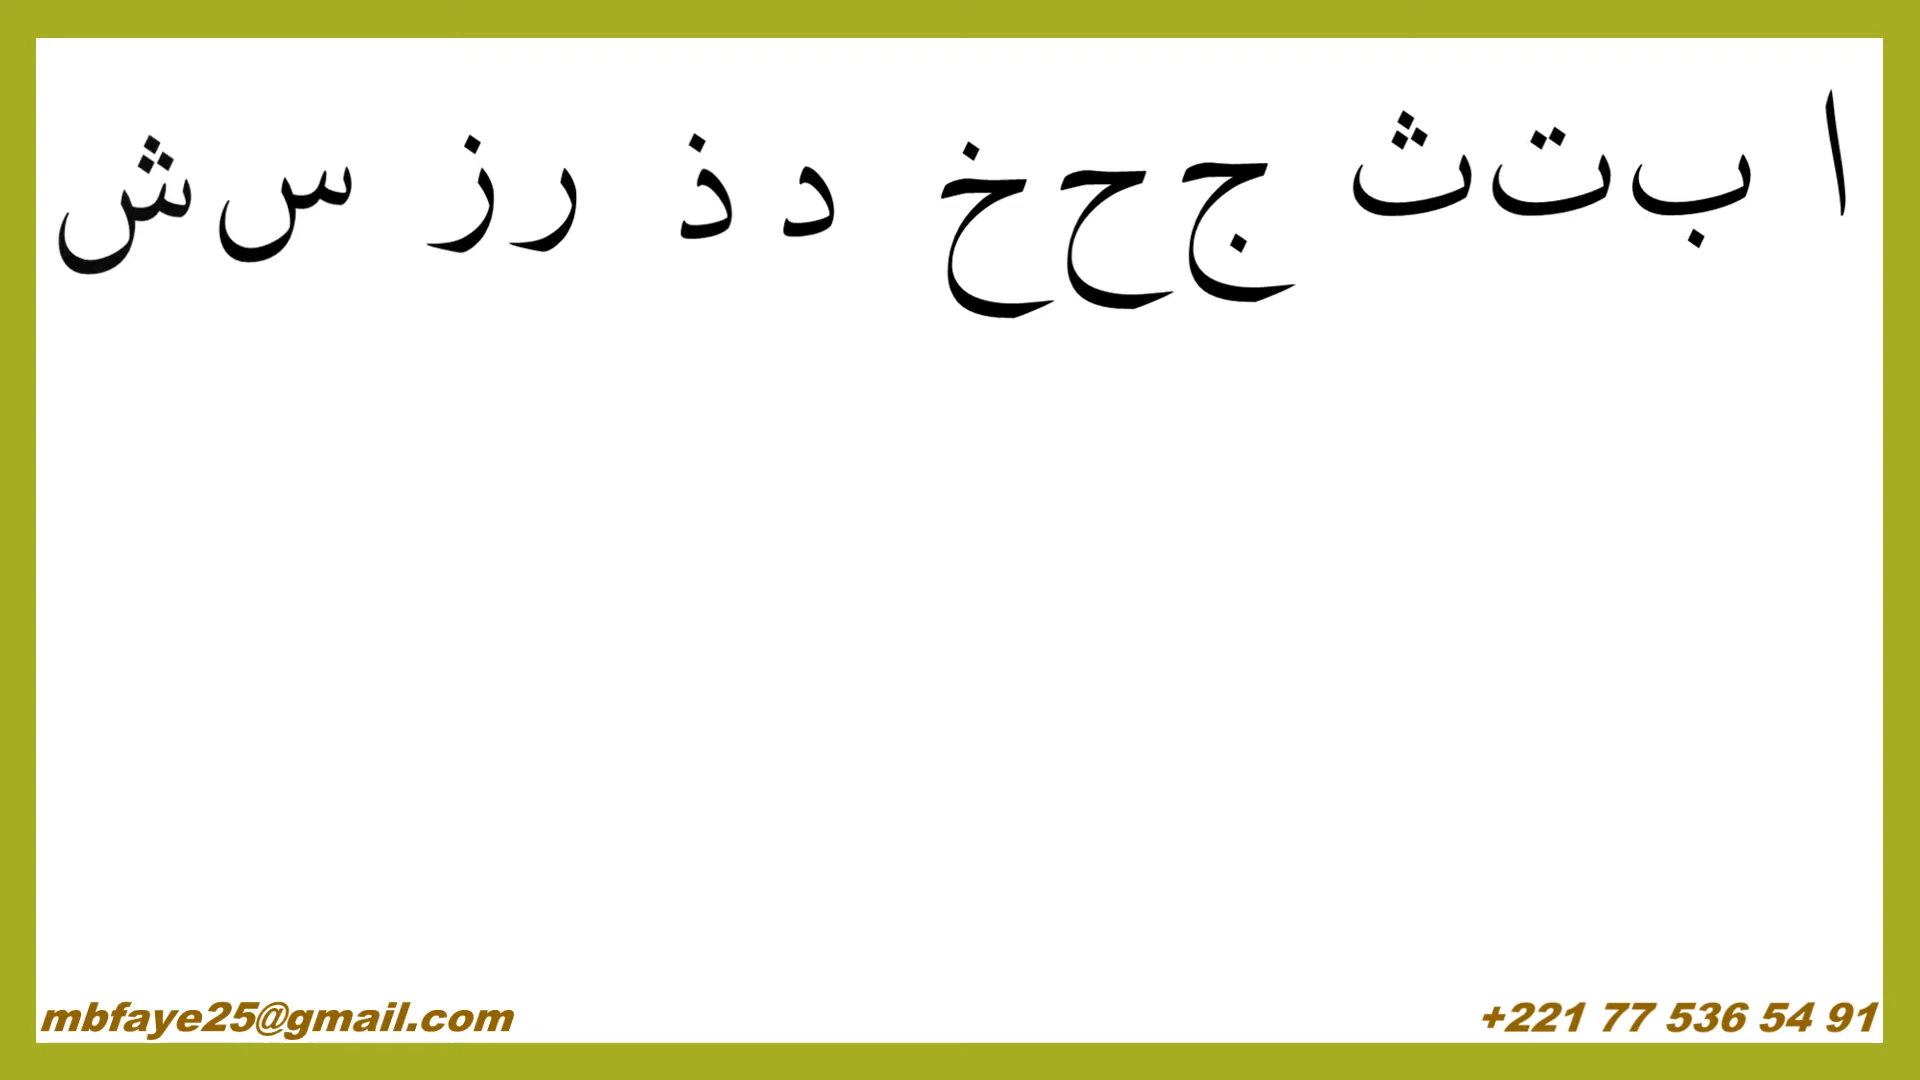 ا ب ت ث ج ح خ د ذ ر ز س ش
mbfaye25@gmail.com
+221 77 536 54 91